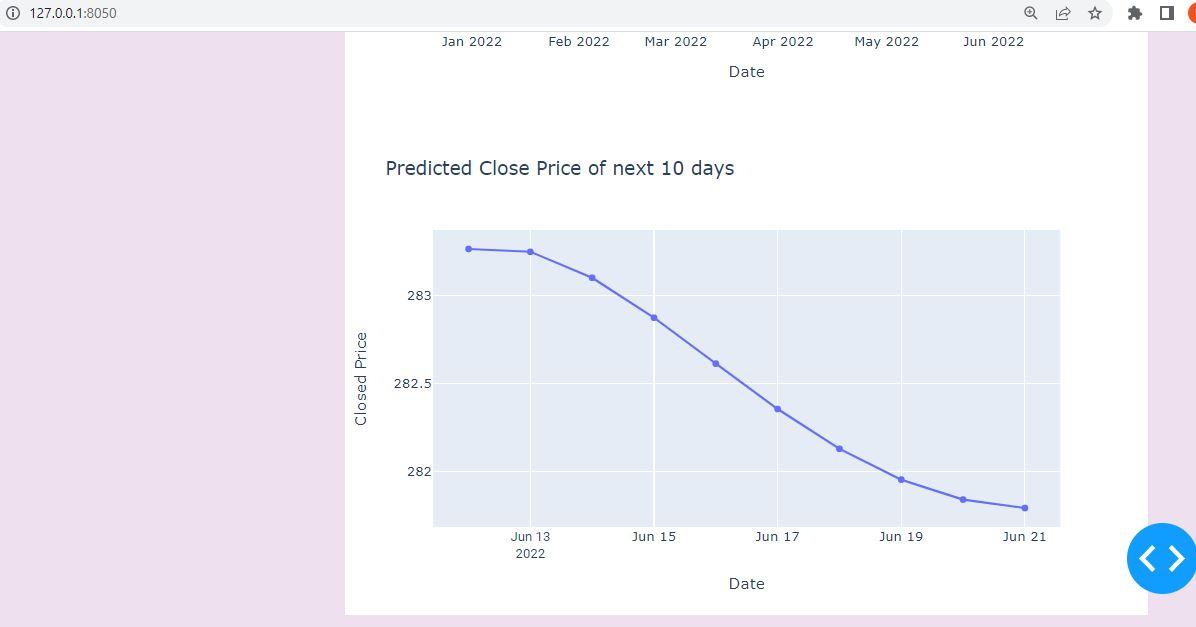 127.0.0.1:8050
Jan 2022 Feb 2022 Mar 2022 Apr 2022 May 2022 Jun 2022
Date
Predicted Close Price of next 10 days
Closed Price
283
282.5
282
Jun 13 Jun 15 Jun 17 Jun 19 Jun 21
2022
Date